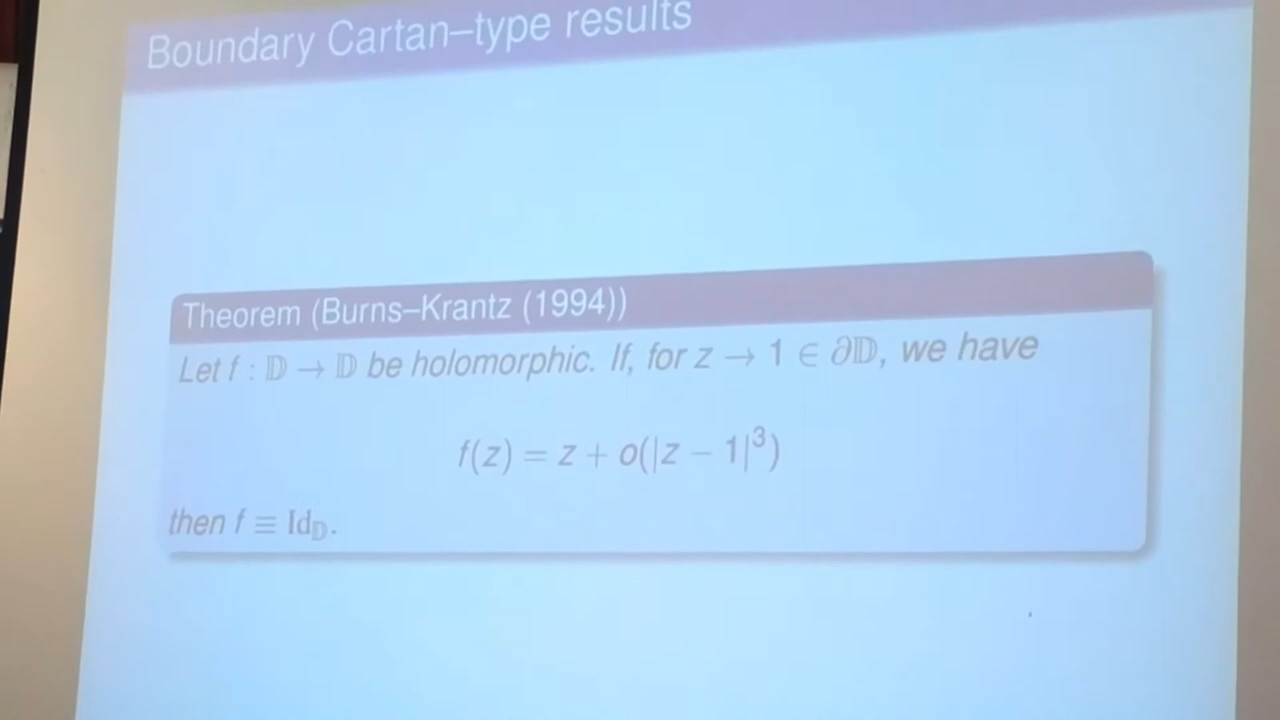 Boundary Cartan–type results
Theorem (Burns–Krantz (1994))
Let f : 𝔻 → 𝔻 be holomorphic. If, for z → 1 ∈ ∂𝔻, we have
f(z) = z + o(|z − 1|³)
then f ≡ Id_𝔻.